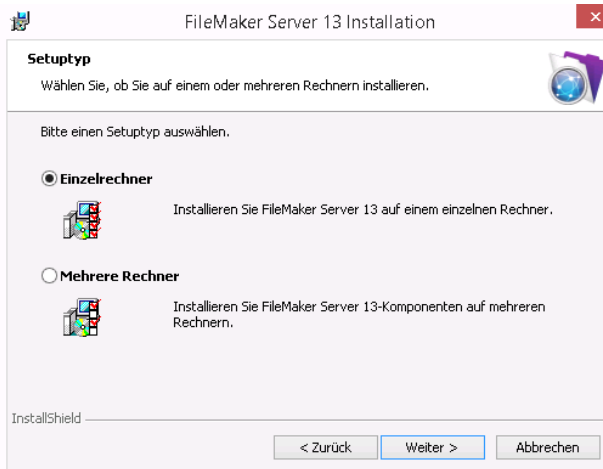 FileMaker Server 13 Installation
Setuptyp
Wählen Sie, ob Sie auf einem oder mehreren Rechnern installieren.
Bitte einen Setuptyp auswählen.
Einzelrechner
Installieren Sie FileMaker Server 13 auf einem einzelnen Rechner.
Mehrere Rechner
Installieren Sie FileMaker Server 13-Komponenten auf mehreren
Rechnern.
InstallShield
< Zurück Weiter > Abbrechen